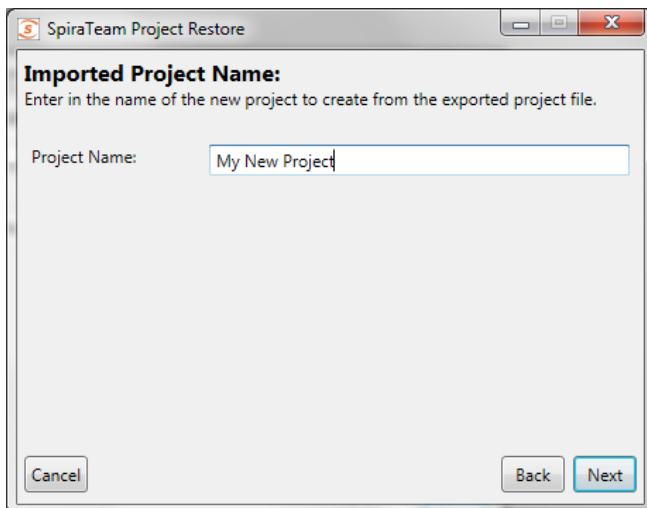 SpiraTeam Project Restore
Imported Project Name:
Enter in the name of the new project to create from the exported project file.
Project Name: My New Project
Cancel Back Next